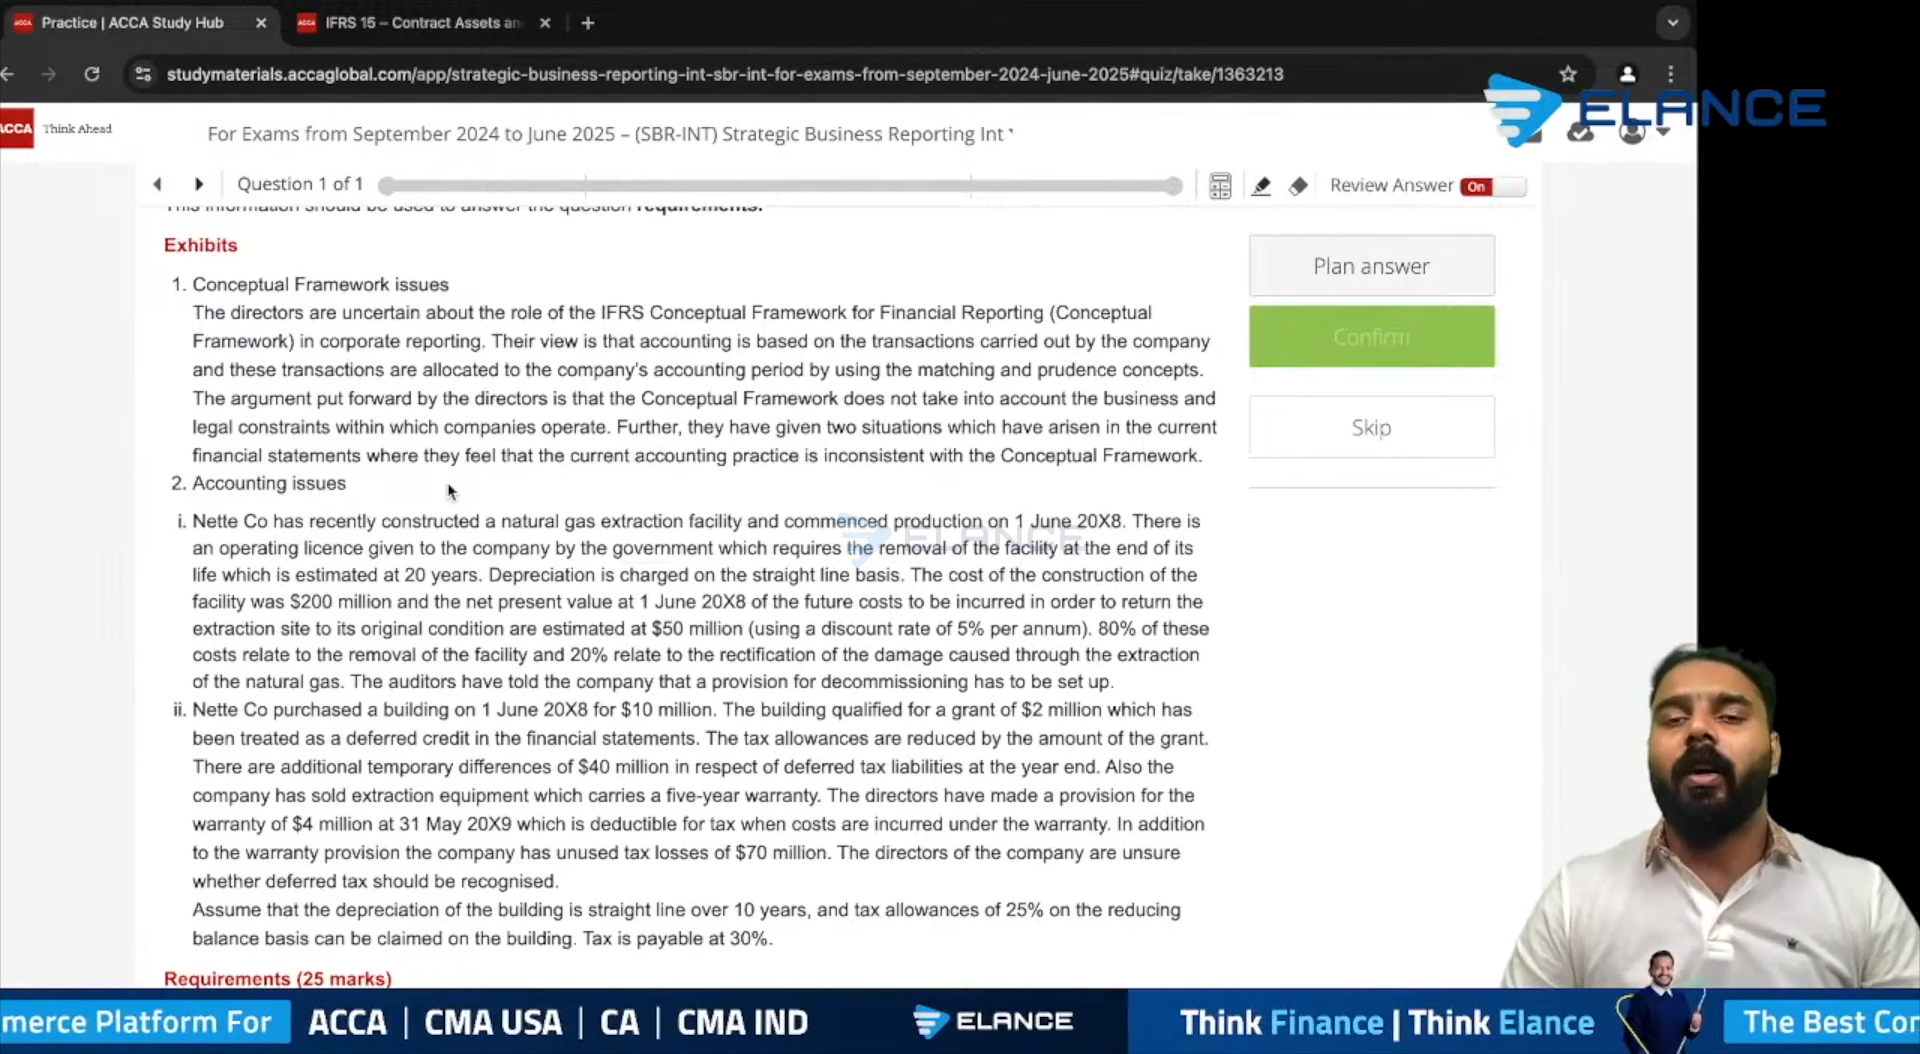 Practice | ACCA Study Hub
IFRS 15 – Contract Assets an
studymaterials.accaglobal.com/app/strategic-business-reporting-int-sbr-int-for-exams-from-september-2024-june-2025#quiz/take/1363213
ELANCE
ACCA Think Ahead
For Exams from September 2024 to June 2025 – (SBR-INT) Strategic Business Reporting Int
Question 1 of 1
Review Answer On
This information should be used to answer the question requirements.
Exhibits
Plan answer
Confirm
Skip
1. Conceptual Framework issues
The directors are uncertain about the role of the IFRS Conceptual Framework for Financial Reporting (Conceptual
Framework) in corporate reporting. Their view is that accounting is based on the transactions carried out by the company
and these transactions are allocated to the company's accounting period by using the matching and prudence concepts.
The argument put forward by the directors is that the Conceptual Framework does not take into account the business and
legal constraints within which companies operate. Further, they have given two situations which have arisen in the current
financial statements where they feel that the current accounting practice is inconsistent with the Conceptual Framework.
2. Accounting issues
i. Nette Co has recently constructed a natural gas extraction facility and commenced production on 1 June 20X8. There is
an operating licence given to the company by the government which requires the removal of the facility at the end of its
life which is estimated at 20 years. Depreciation is charged on the straight line basis. The cost of the construction of the
facility was $200 million and the net present value at 1 June 20X8 of the future costs to be incurred in order to return the
extraction site to its original condition are estimated at $50 million (using a discount rate of 5% per annum). 80% of these
costs relate to the removal of the facility and 20% relate to the rectification of the damage caused through the extraction
of the natural gas. The auditors have told the company that a provision for decommissioning has to be set up.
ii. Nette Co purchased a building on 1 June 20X8 for $10 million. The building qualified for a grant of $2 million which has
been treated as a deferred credit in the financial statements. The tax allowances are reduced by the amount of the grant.
There are additional temporary differences of $40 million in respect of deferred tax liabilities at the year end. Also the
company has sold extraction equipment which carries a five-year warranty. The directors have made a provision for the
warranty of $4 million at 31 May 20X9 which is deductible for tax when costs are incurred under the warranty. In addition
to the warranty provision the company has unused tax losses of $70 million. The directors of the company are unsure
whether deferred tax should be recognised.
Assume that the depreciation of the building is straight line over 10 years, and tax allowances of 25% on the reducing
balance basis can be claimed on the building. Tax is payable at 30%.
Requirements (25 marks)
ELANCE
merce Platform For ACCA | CMA USA | CA | CMA IND ELANCE Think Finance | Think Elance The Best Cor